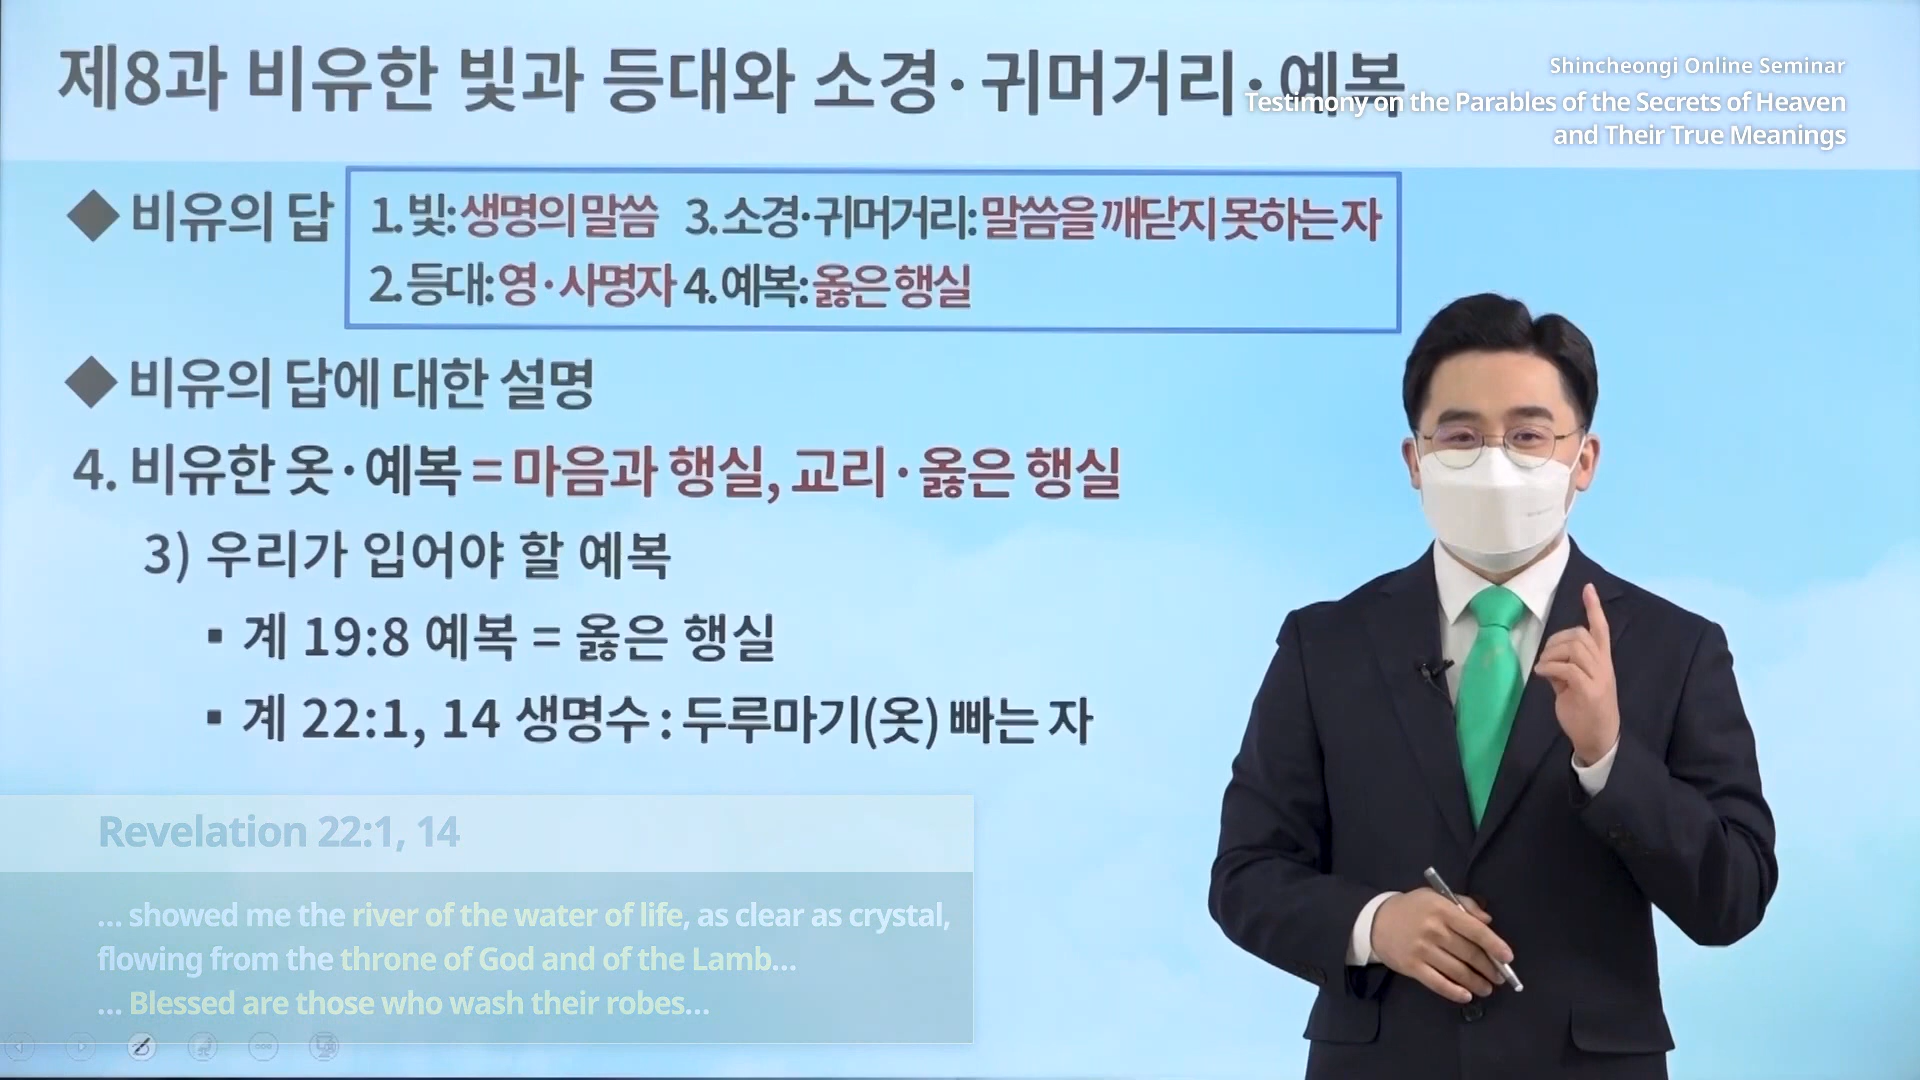 제8과 비유한 빛과 등대와 소경·귀머거리·예복
Shincheongi Online Seminar
Testimony on the Parables of the Secrets of Heaven
and Their True Meanings
◆ 비유의 답
1. 빛: 생명의 말씀 3. 소경·귀머거리: 말씀을 깨닫지 못하는 자
2. 등대: 영·사명자 4. 예복: 옳은 행실
◆ 비유의 답에 대한 설명
4. 비유한 옷·예복 = 마음과 행실, 교리·옳은 행실
3) 우리가 입어야 할 예복
▪ 계 19:8 예복 = 옳은 행실
▪ 계 22:1, 14 생명수 : 두루마기(옷) 빠는 자
Revelation 22:1, 14
... showed me the river of the water of life, as clear as crystal,
flowing from the throne of God and of the Lamb...
... Blessed are those who wash their robes...